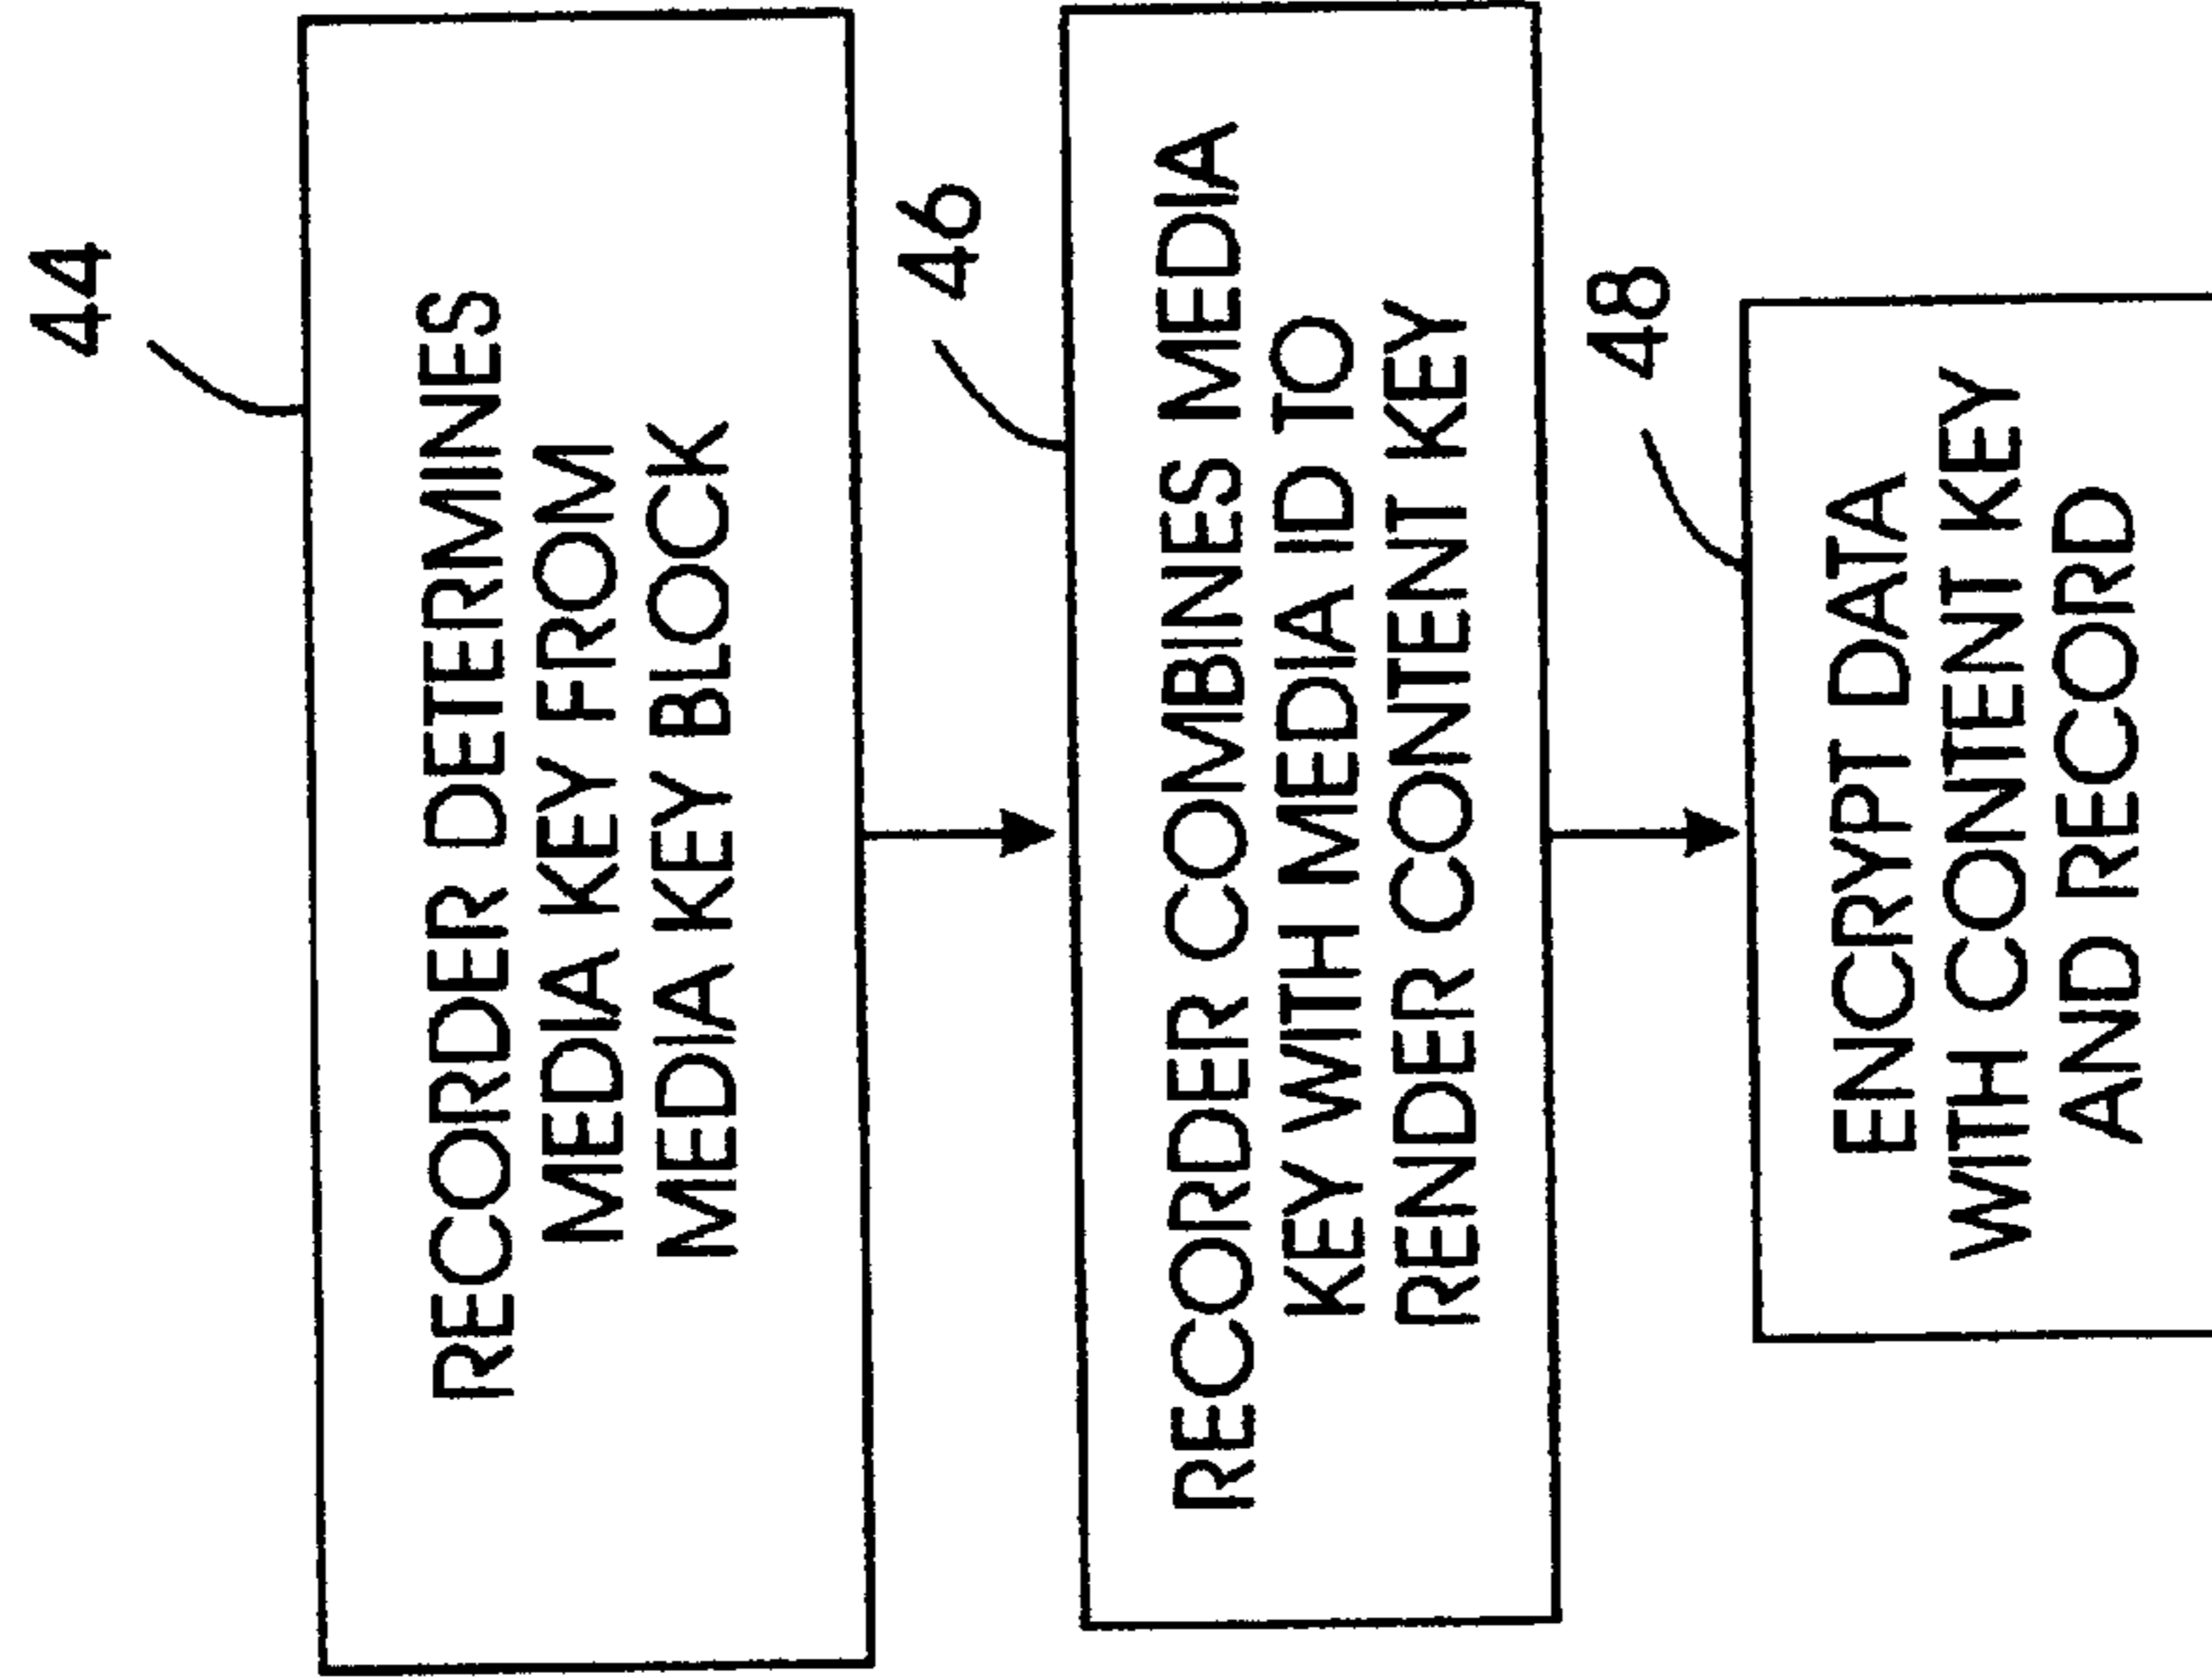 44
RECORDER DETERMINES
MEDIA KEY FROM
MEDIA KEY BLOCK
46
RECORDER COMBINES MEDIA
KEY WITH MEDIA ID TO
RENDER CONTENT KEY
48
ENCRYPT DATA
WITH CONTENT KEY
AND RECORD